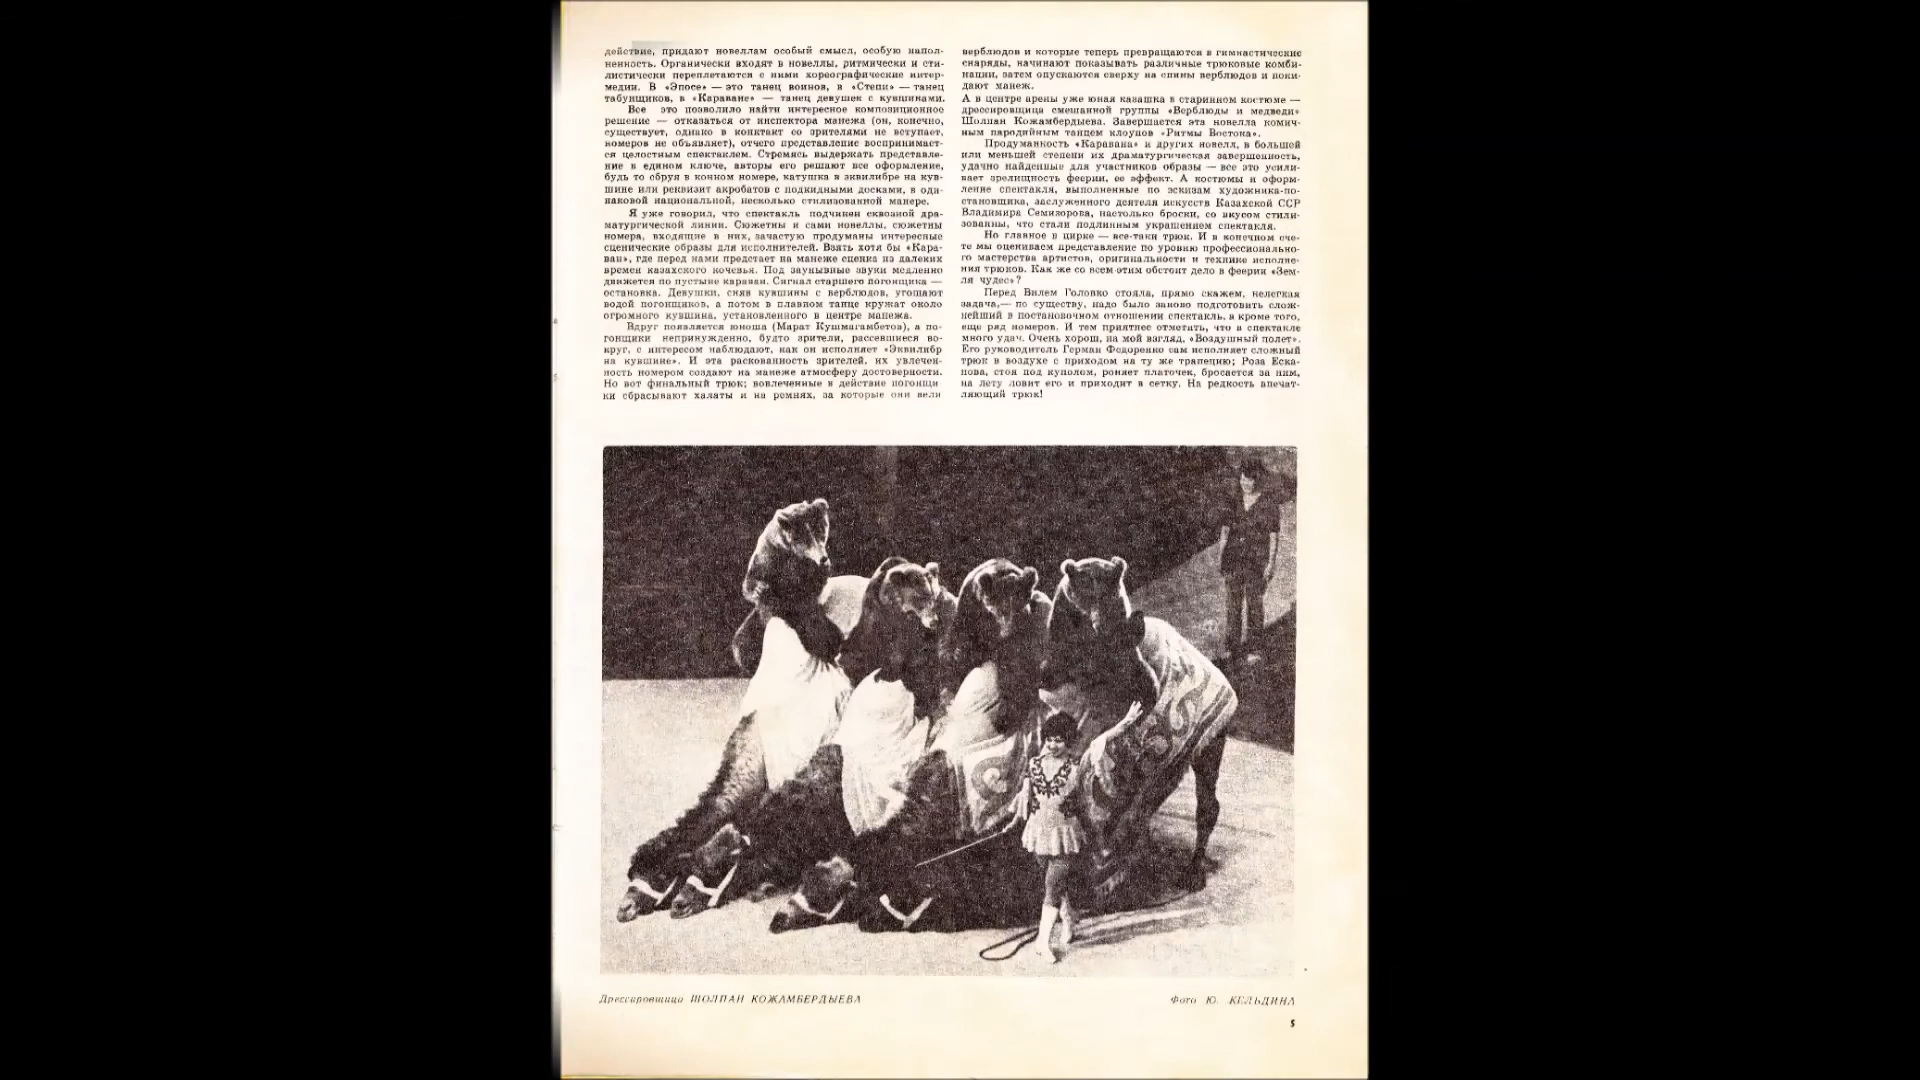 действие, придают новеллам особый смысл, особую напол-
ненность. Органически входят в новеллы, ритмически и сти-
листически переплетаются с ними хореографические интер-
медии. В «Эпосе» — это танец воинов, в «Степи» — танец
табунщиков, в «Караване» — танец девушек с кувшинами.
Все это позволило найти интересное композиционное
решение — отказаться от инспектора манежа (он, конечно,
существует, однако в контакт со зрителями не вступает,
номеров не объявляет), отчего представление воспринимает-
ся целостным спектаклем. Стремясь выдержать представле-
ние в едином ключе, авторы его решают все оформление,
будь то сбруя в конном номере, катушка в эквилибре на кув-
шине или реквизит акробатов с подкидными досками, в оди-
наковой национальной, несколько стилизованной манере.
Я уже говорил, что спектакль подчинен сквозной дра-
матургической линии. Сюжетны и сами новеллы, сюжетны
номера, входящие в них, зачастую продуманы интересные
сценические образы для исполнителей. Взять хотя бы «Кара-
ван», где перед нами предстает на манеже сценка из далеких
времен казахского кочевья. Под заунывные звуки медленно
движется по пустыне караван. Сигнал старшего погонщика —
остановка. Девушки, сняв кувшины с верблюдов, угощают
водой погонщиков, а потом в плавном танце кружат около
огромного кувшина, установленного в центре манежа.
Вдруг появляется юноша (Марат Кушмагамбетов), а по-
гонщики непринужденно, будто зрители, рассевшиеся во-
круг, с интересом наблюдают, как он исполняет «Эквилибр
на кувшине». И эта раскованность зрителей, их увлечен-
ность номером создают на манеже атмосферу достоверности.
Но вот финальный трюк; вовлеченные в действие погонщи
ки сбрасывают халаты и на ремнях, за которые они вели
верблюдов и которые теперь превращаются в гимнастические
снаряды, начинают показывать различные трюковые комби-
нации, затем опускаются сверху на спины верблюдов и поки-
дают манеж.
А в центре арены уже юная казашка в старинном костюме —
дрессировщица смешанной группы «Верблюды и медведи»
Шолпан Кожамбердыева. Завершается эта новелла комич-
ным пародийным танцем клоунов «Ритмы Востока».
Продуманность «Каравана» и других новелл, в большей
или меньшей степени их драматургическая завершенность,
удачно найденные для участников образы — все это усили-
вает зрелищность феерии, ее эффект. А костюмы и оформ-
ление спектакля, выполненные по эскизам художника-по-
становщика, заслуженного деятеля искусств Казахской ССР
Владимира Семизорова, настолько броски, со вкусом стили-
зованны, что стали подлинным украшением спектакля.
Но главное в цирке — все-таки трюк. И в конечном сче-
те мы оцениваем представление по уровню профессионально-
го мастерства артистов, оригинальности и технике исполне-
ния трюков. Как же со всем этим обстоит дело в феерии «Зем-
ля чудес»?
Перед Вилем Головко стояла, прямо скажем, нелегкая
задача,— по существу, надо было заново подготовить слож-
нейший в постановочном отношении спектакль, а кроме того,
еще ряд номеров. И тем приятнее отметить, что в спектакле
много удач. Очень хорош, на мой взгляд, «Воздушный полет».
Его руководитель Герман Федоренко сам исполняет сложный
трюк в воздухе с приходом на ту же трапецию; Роза Еска-
нова, стоя под куполом, роняет платочек, бросается за ним,
на лету ловит его и приходит в сетку. На редкость впечат-
ляющий трюк!
Дрессировщица ШОЛПАН КОЖАМБЕРДЫЕВА
Фото Ю. КЕЛЬДИНА
5